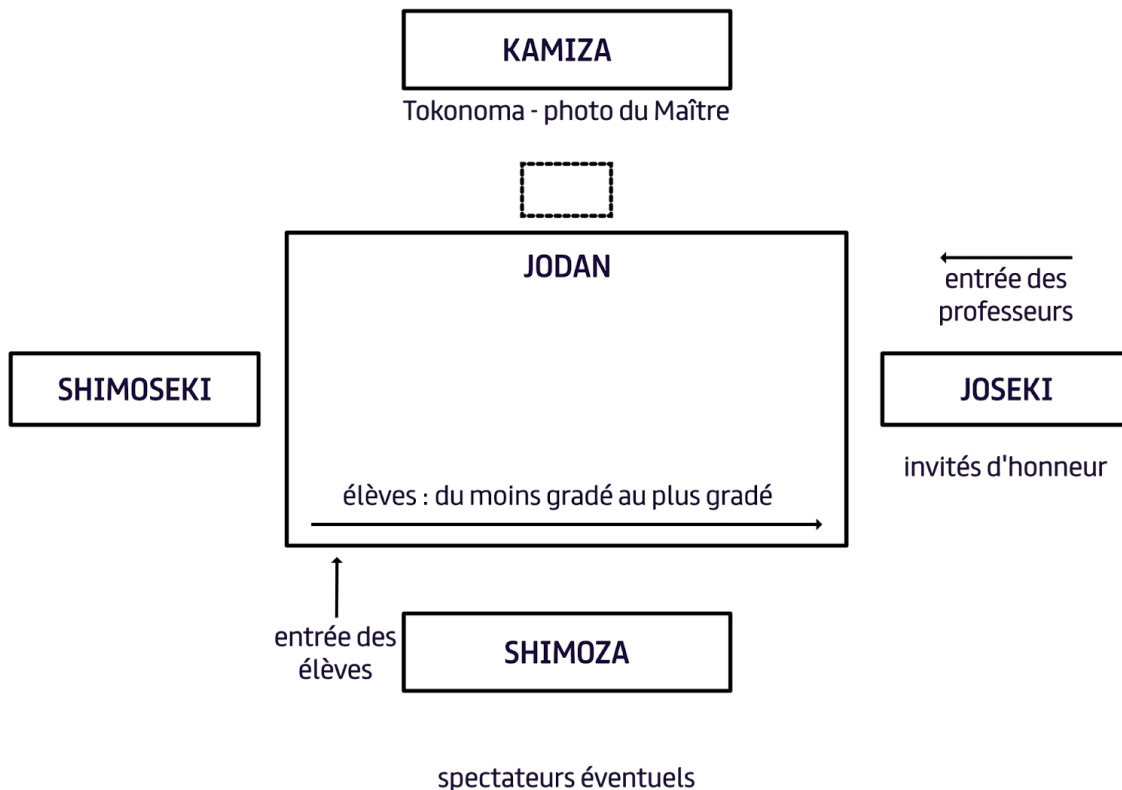 KAMIZA
Tokonoma - photo du Maître
JODAN
entrée des
professeurs
SHIMOSEKI
JOSEKI
invités d'honneur
élèves : du moins gradé au plus gradé
entrée des
élèves
SHIMOZA
spectateurs éventuels